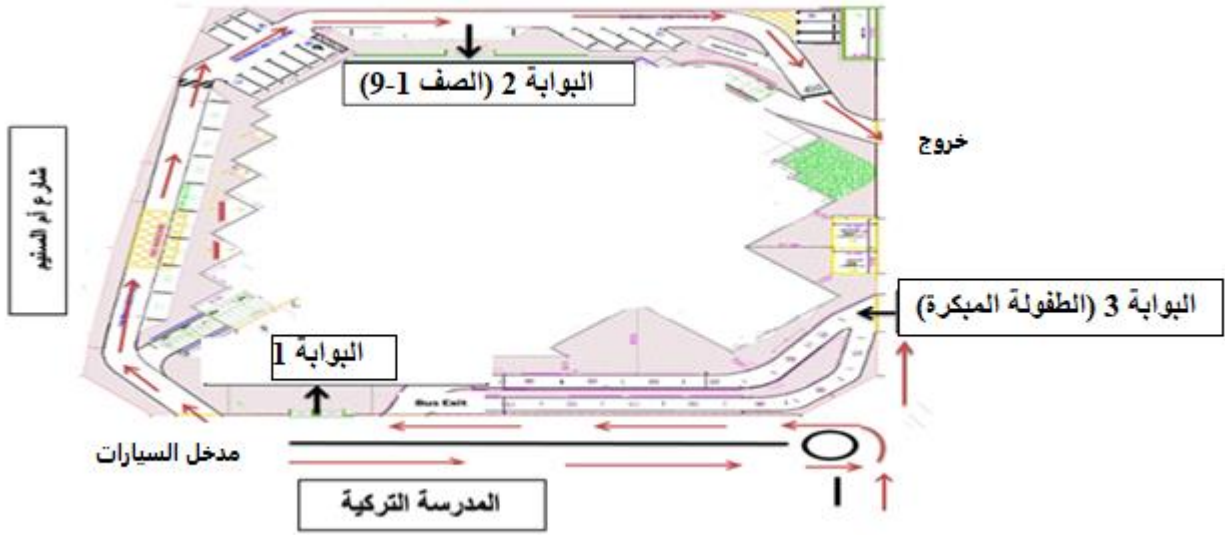 البوابة 2 (الصف 1-9)
خروج
شارع أم السنيم
البوابة 3 (الطفولة المبكرة)
البوابة 1
Bus Exit
مدخل السيارات
المدرسة التركية